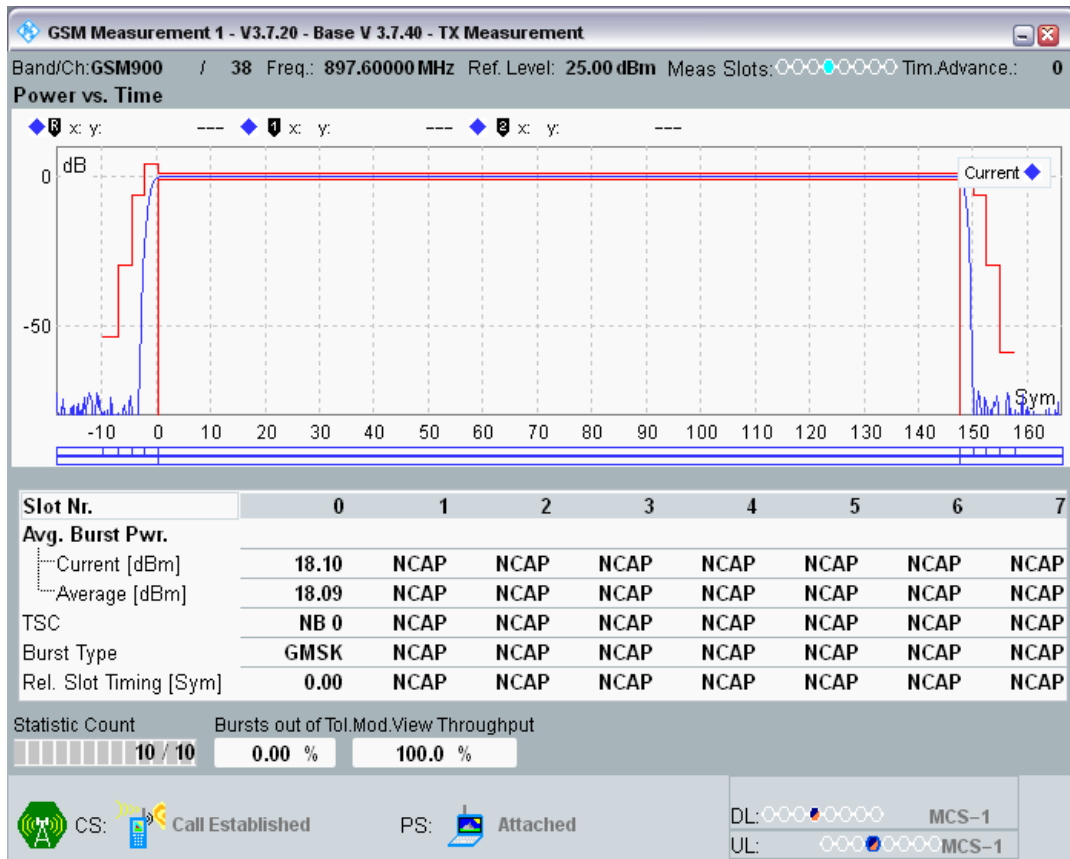 GSM Measurement 1 - V3.7.20 - Base V 3.7.40 - TX Measurement
Band/Ch:GSM900 / 38 Freq.: 897.60000 MHz Ref. Level: 25.00 dBm Meas Slots: Tim.Advance.: 0
Power vs. Time
R x: y: --- 1 x: y: --- 2 x: y: ---
dB
Current
0
-50
Sym
-10 0 10 20 30 40 50 60 70 80 90 100 110 120 130 140 150 160
Slot Nr. 0 1 2 3 4 5 6 7
Avg. Burst Pwr.
Current [dBm] 18.10 NCAP NCAP NCAP NCAP NCAP NCAP NCAP
Average [dBm] 18.09 NCAP NCAP NCAP NCAP NCAP NCAP NCAP
TSC NB 0 NCAP NCAP NCAP NCAP NCAP NCAP NCAP
Burst Type GMSK NCAP NCAP NCAP NCAP NCAP NCAP NCAP
Rel. Slot Timing [Sym] 0.00 NCAP NCAP NCAP NCAP NCAP NCAP NCAP
Statistic Count Bursts out of Tol.Mod.View Throughput
10 / 10 0.00 % 100.0 %
CS: Call Established PS: Attached DL: MCS-1
UL: MCS-1